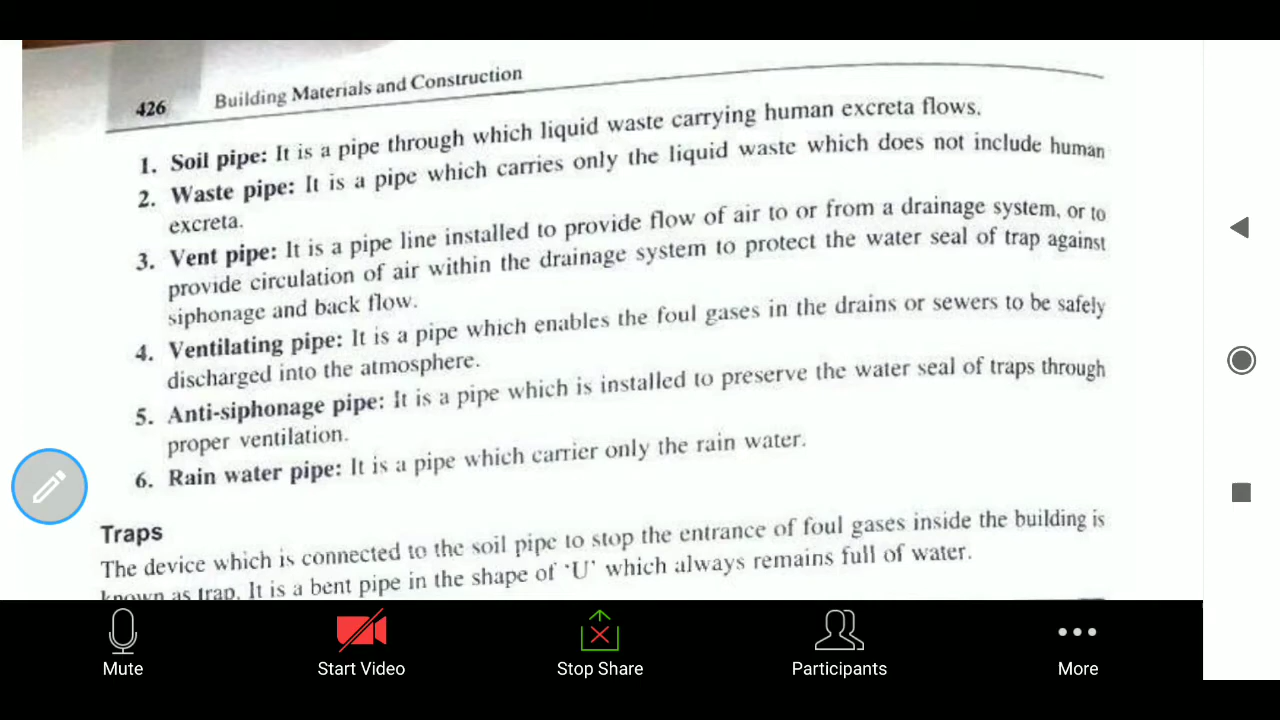 426 Building Materials and Construction
1. Soil pipe: It is a pipe through which liquid waste carrying human excreta flows.
2. Waste pipe: It is a pipe which carries only the liquid waste which does not include human
excreta.
3. Vent pipe: It is a pipe line installed to provide flow of air to or from a drainage system, or to
provide circulation of air within the drainage system to protect the water seal of trap against
siphonage and back flow.
4. Ventilating pipe: It is a pipe which enables the foul gases in the drains or sewers to be safely
discharged into the atmosphere.
5. Anti-siphonage pipe: It is a pipe which is installed to preserve the water seal of traps through
proper ventilation.
6. Rain water pipe: It is a pipe which carrier only the rain water.
Traps
The device which is connected to the soil pipe to stop the entrance of foul gases inside the building is
known as trap. It is a bent pipe in the shape of 'U' which always remains full of water.
Mute Start Video Stop Share Participants More